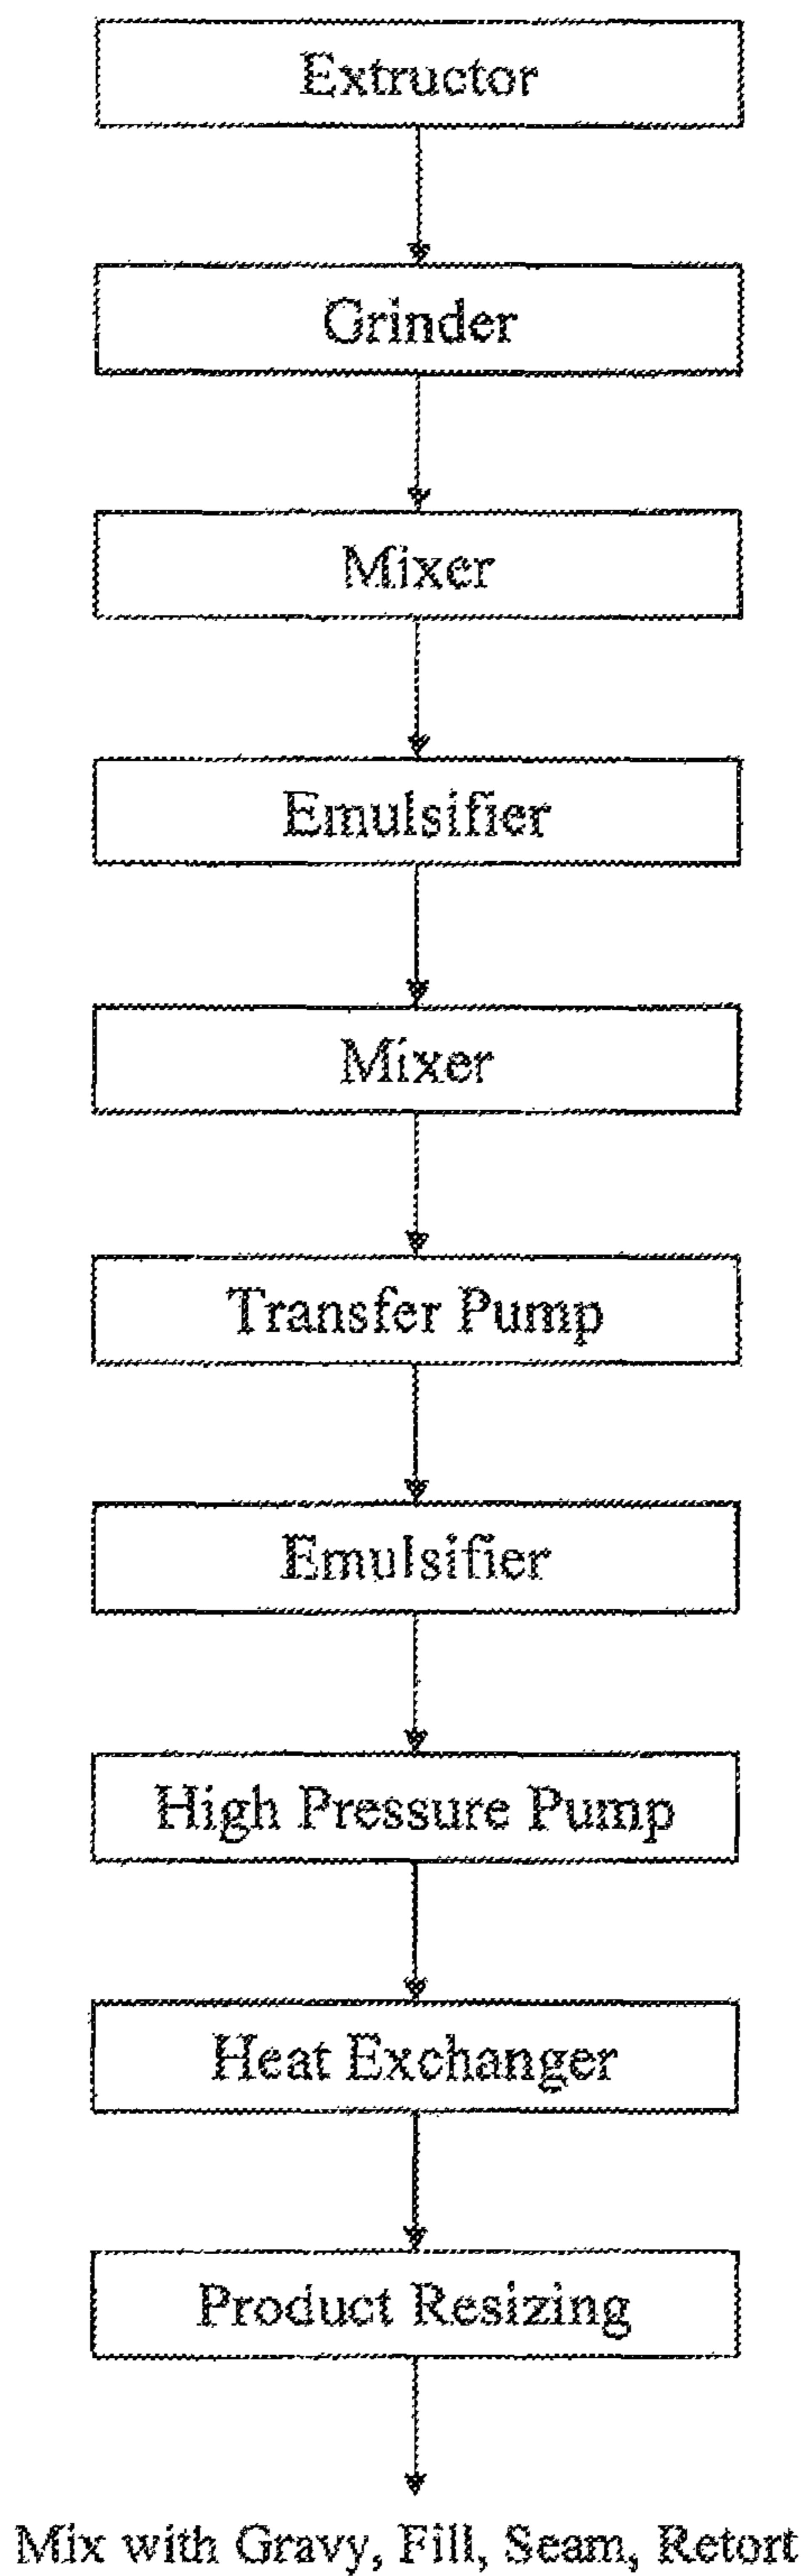 Extructor
Grinder
Mixer
Emulsifier
Mixer
Transfer Pump
Emulsifier
High Pressure Pump
Heat Exchanger
Product Resizing
Mix with Gravy, Fill, Seam, Retort